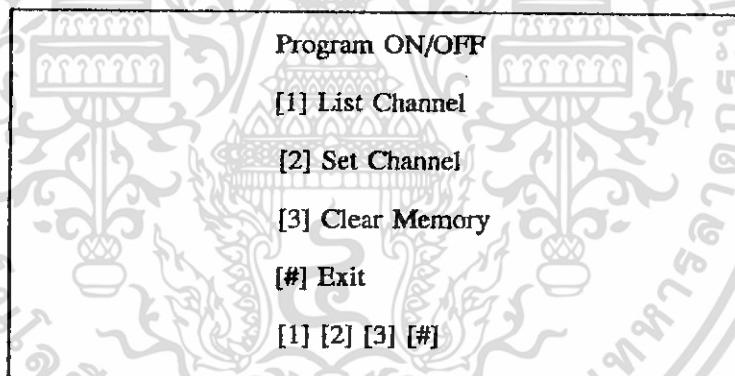 Program ON/OFF
[1] List Channel
[2] Set Channel
[3] Clear Memory
[#] Exit
[1] [2] [3] [#]